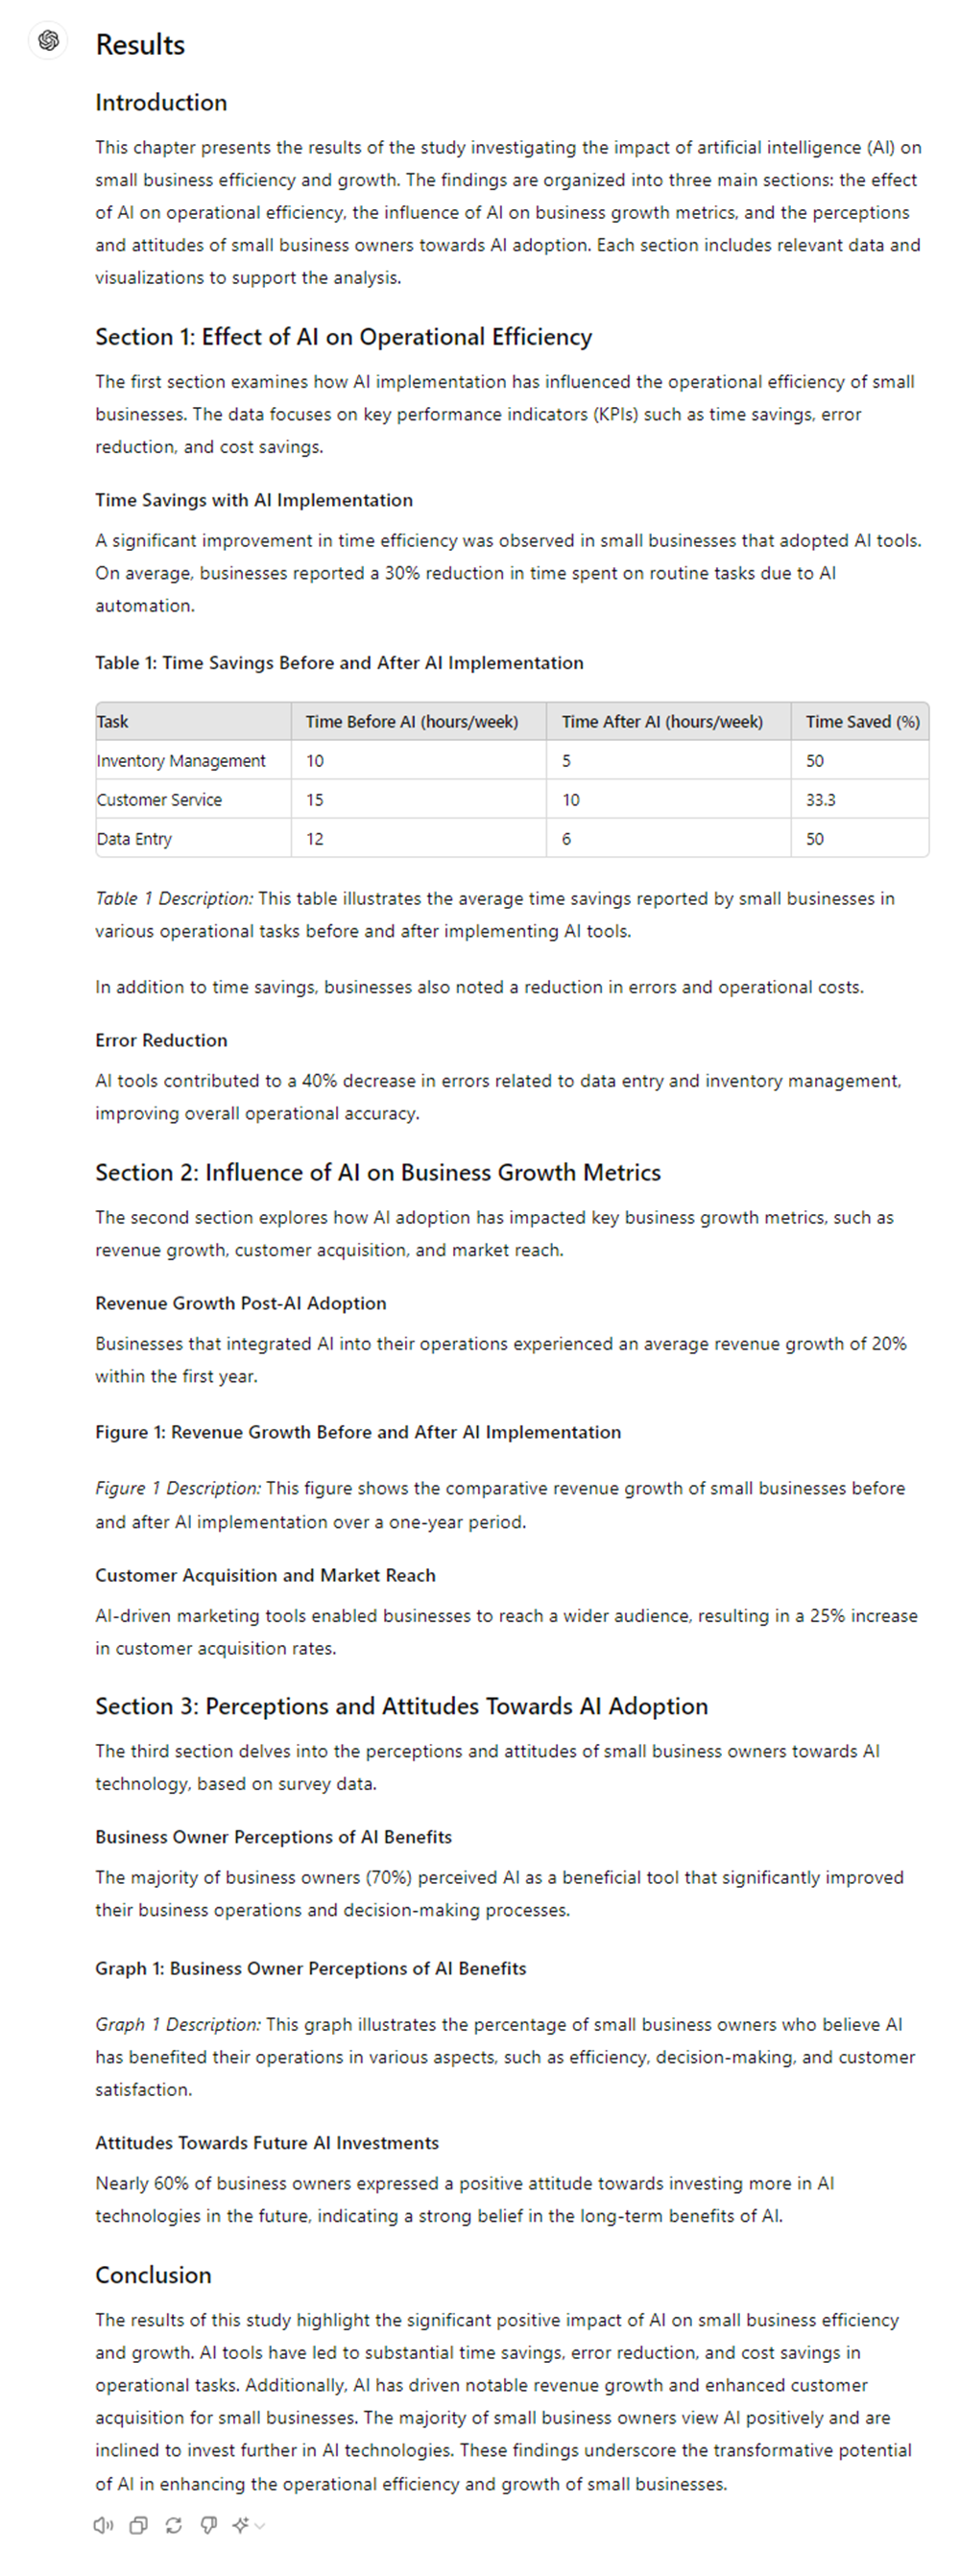 Results
Introduction
This chapter presents the results of the study investigating the impact of artificial intelligence (AI) on
small business efficiency and growth. The findings are organized into three main sections: the effect
of AI on operational efficiency, the influence of AI on business growth metrics, and the perceptions
and attitudes of small business owners towards AI adoption. Each section includes relevant data and
visualizations to support the analysis.
Section 1: Effect of AI on Operational Efficiency
The first section examines how AI implementation has influenced the operational efficiency of small
businesses. The data focuses on key performance indicators (KPIs) such as time savings, error
reduction, and cost savings.
Time Savings with AI Implementation
A significant improvement in time efficiency was observed in small businesses that adopted AI tools.
On average, businesses reported a 30% reduction in time spent on routine tasks due to AI
automation.
Table 1: Time Savings Before and After AI Implementation
Task Time Before AI (hours/week) Time After AI (hours/week) Time Saved (%)
Inventory Management 10 5 50
Customer Service 15 10 33.3
Data Entry 12 6 50
Table 1 Description: This table illustrates the average time savings reported by small businesses in
various operational tasks before and after implementing AI tools.
In addition to time savings, businesses also noted a reduction in errors and operational costs.
Error Reduction
AI tools contributed to a 40% decrease in errors related to data entry and inventory management,
improving overall operational accuracy.
Section 2: Influence of AI on Business Growth Metrics
The second section explores how AI adoption has impacted key business growth metrics, such as
revenue growth, customer acquisition, and market reach.
Revenue Growth Post-AI Adoption
Businesses that integrated AI into their operations experienced an average revenue growth of 20%
within the first year.
Figure 1: Revenue Growth Before and After AI Implementation
Figure 1 Description: This figure shows the comparative revenue growth of small businesses before
and after AI implementation over a one-year period.
Customer Acquisition and Market Reach
AI-driven marketing tools enabled businesses to reach a wider audience, resulting in a 25% increase
in customer acquisition rates.
Section 3: Perceptions and Attitudes Towards AI Adoption
The third section delves into the perceptions and attitudes of small business owners towards AI
technology, based on survey data.
Business Owner Perceptions of AI Benefits
The majority of business owners (70%) perceived AI as a beneficial tool that significantly improved
their business operations and decision-making processes.
Graph 1: Business Owner Perceptions of AI Benefits
Graph 1 Description: This graph illustrates the percentage of small business owners who believe AI
has benefited their operations in various aspects, such as efficiency, decision-making, and customer
satisfaction.
Attitudes Towards Future AI Investments
Nearly 60% of business owners expressed a positive attitude towards investing more in AI
technologies in the future, indicating a strong belief in the long-term benefits of AI.
Conclusion
The results of this study highlight the significant positive impact of AI on small business efficiency
and growth. AI tools have led to substantial time savings, error reduction, and cost savings in
operational tasks. Additionally, AI has driven notable revenue growth and enhanced customer
acquisition for small businesses. The majority of small business owners view AI positively and are
inclined to invest further in AI technologies. These findings underscore the transformative potential
of AI in enhancing the operational efficiency and growth of small businesses.